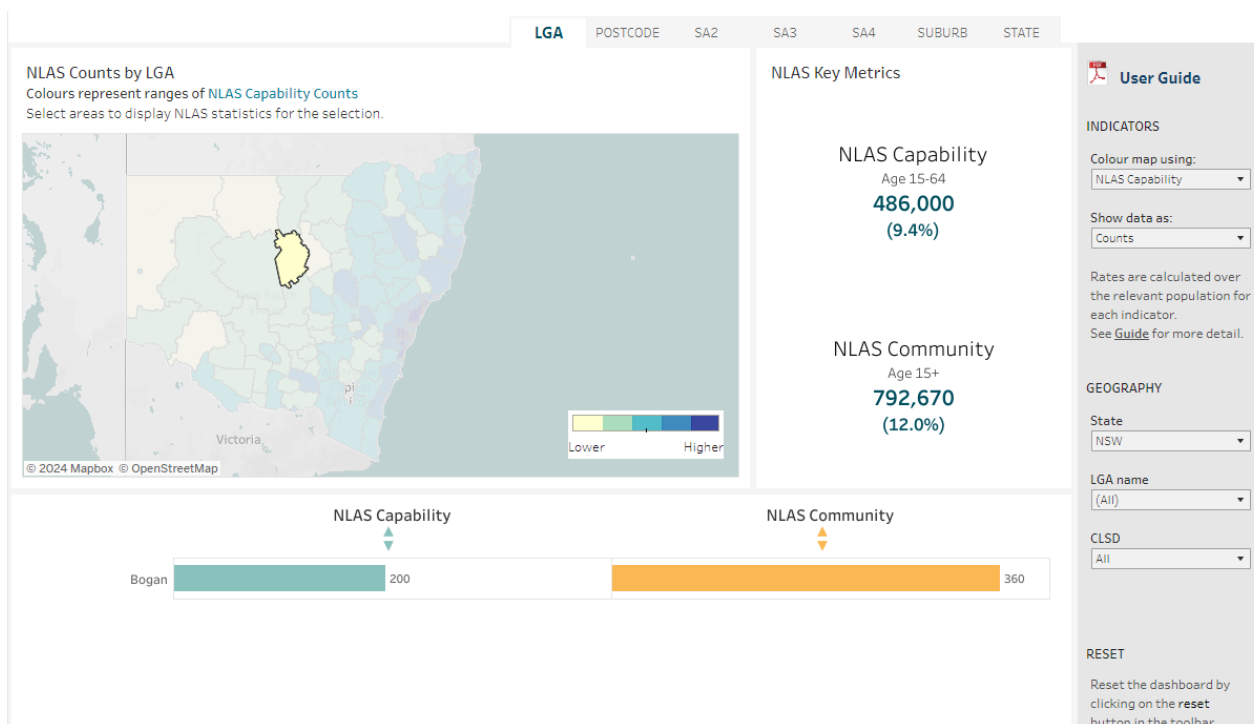 LGA
POSTCODE
SA2
SA3
SA4
SUBURB
STATE
NLAS Counts by LGA
Colours represent ranges of NLAS Capability Counts
Select areas to display NLAS statistics for the selection.
Victoria
pi
i
Lower
Higher
© 2024 Mapbox © OpenStreetMap
NLAS Key Metrics
NLAS Capability
Age 15-64
486,000
(9.4%)
NLAS Community
Age 15+
792,670
(12.0%)
NLAS Capability
NLAS Community
Bogan
200
360
User Guide
INDICATORS
Colour map using:
NLAS Capability
Show data as:
Counts
Rates are calculated over
the relevant population for
each indicator.
See Guide for more detail.
GEOGRAPHY
State
NSW
LGA name
(All)
CLSD
All
RESET
Reset the dashboard by
clicking on the reset
button in the toolbar